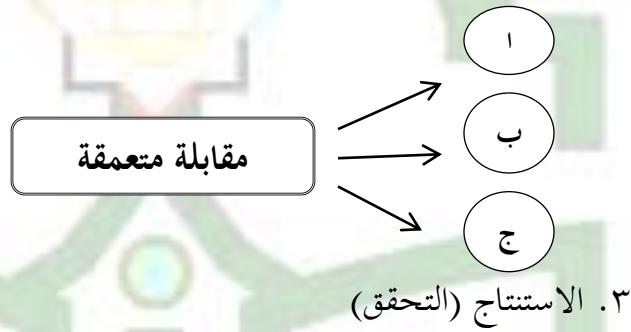 ا
ب
مقابلة متعمقة
ج
٣. الاستنتاج (التحقق)